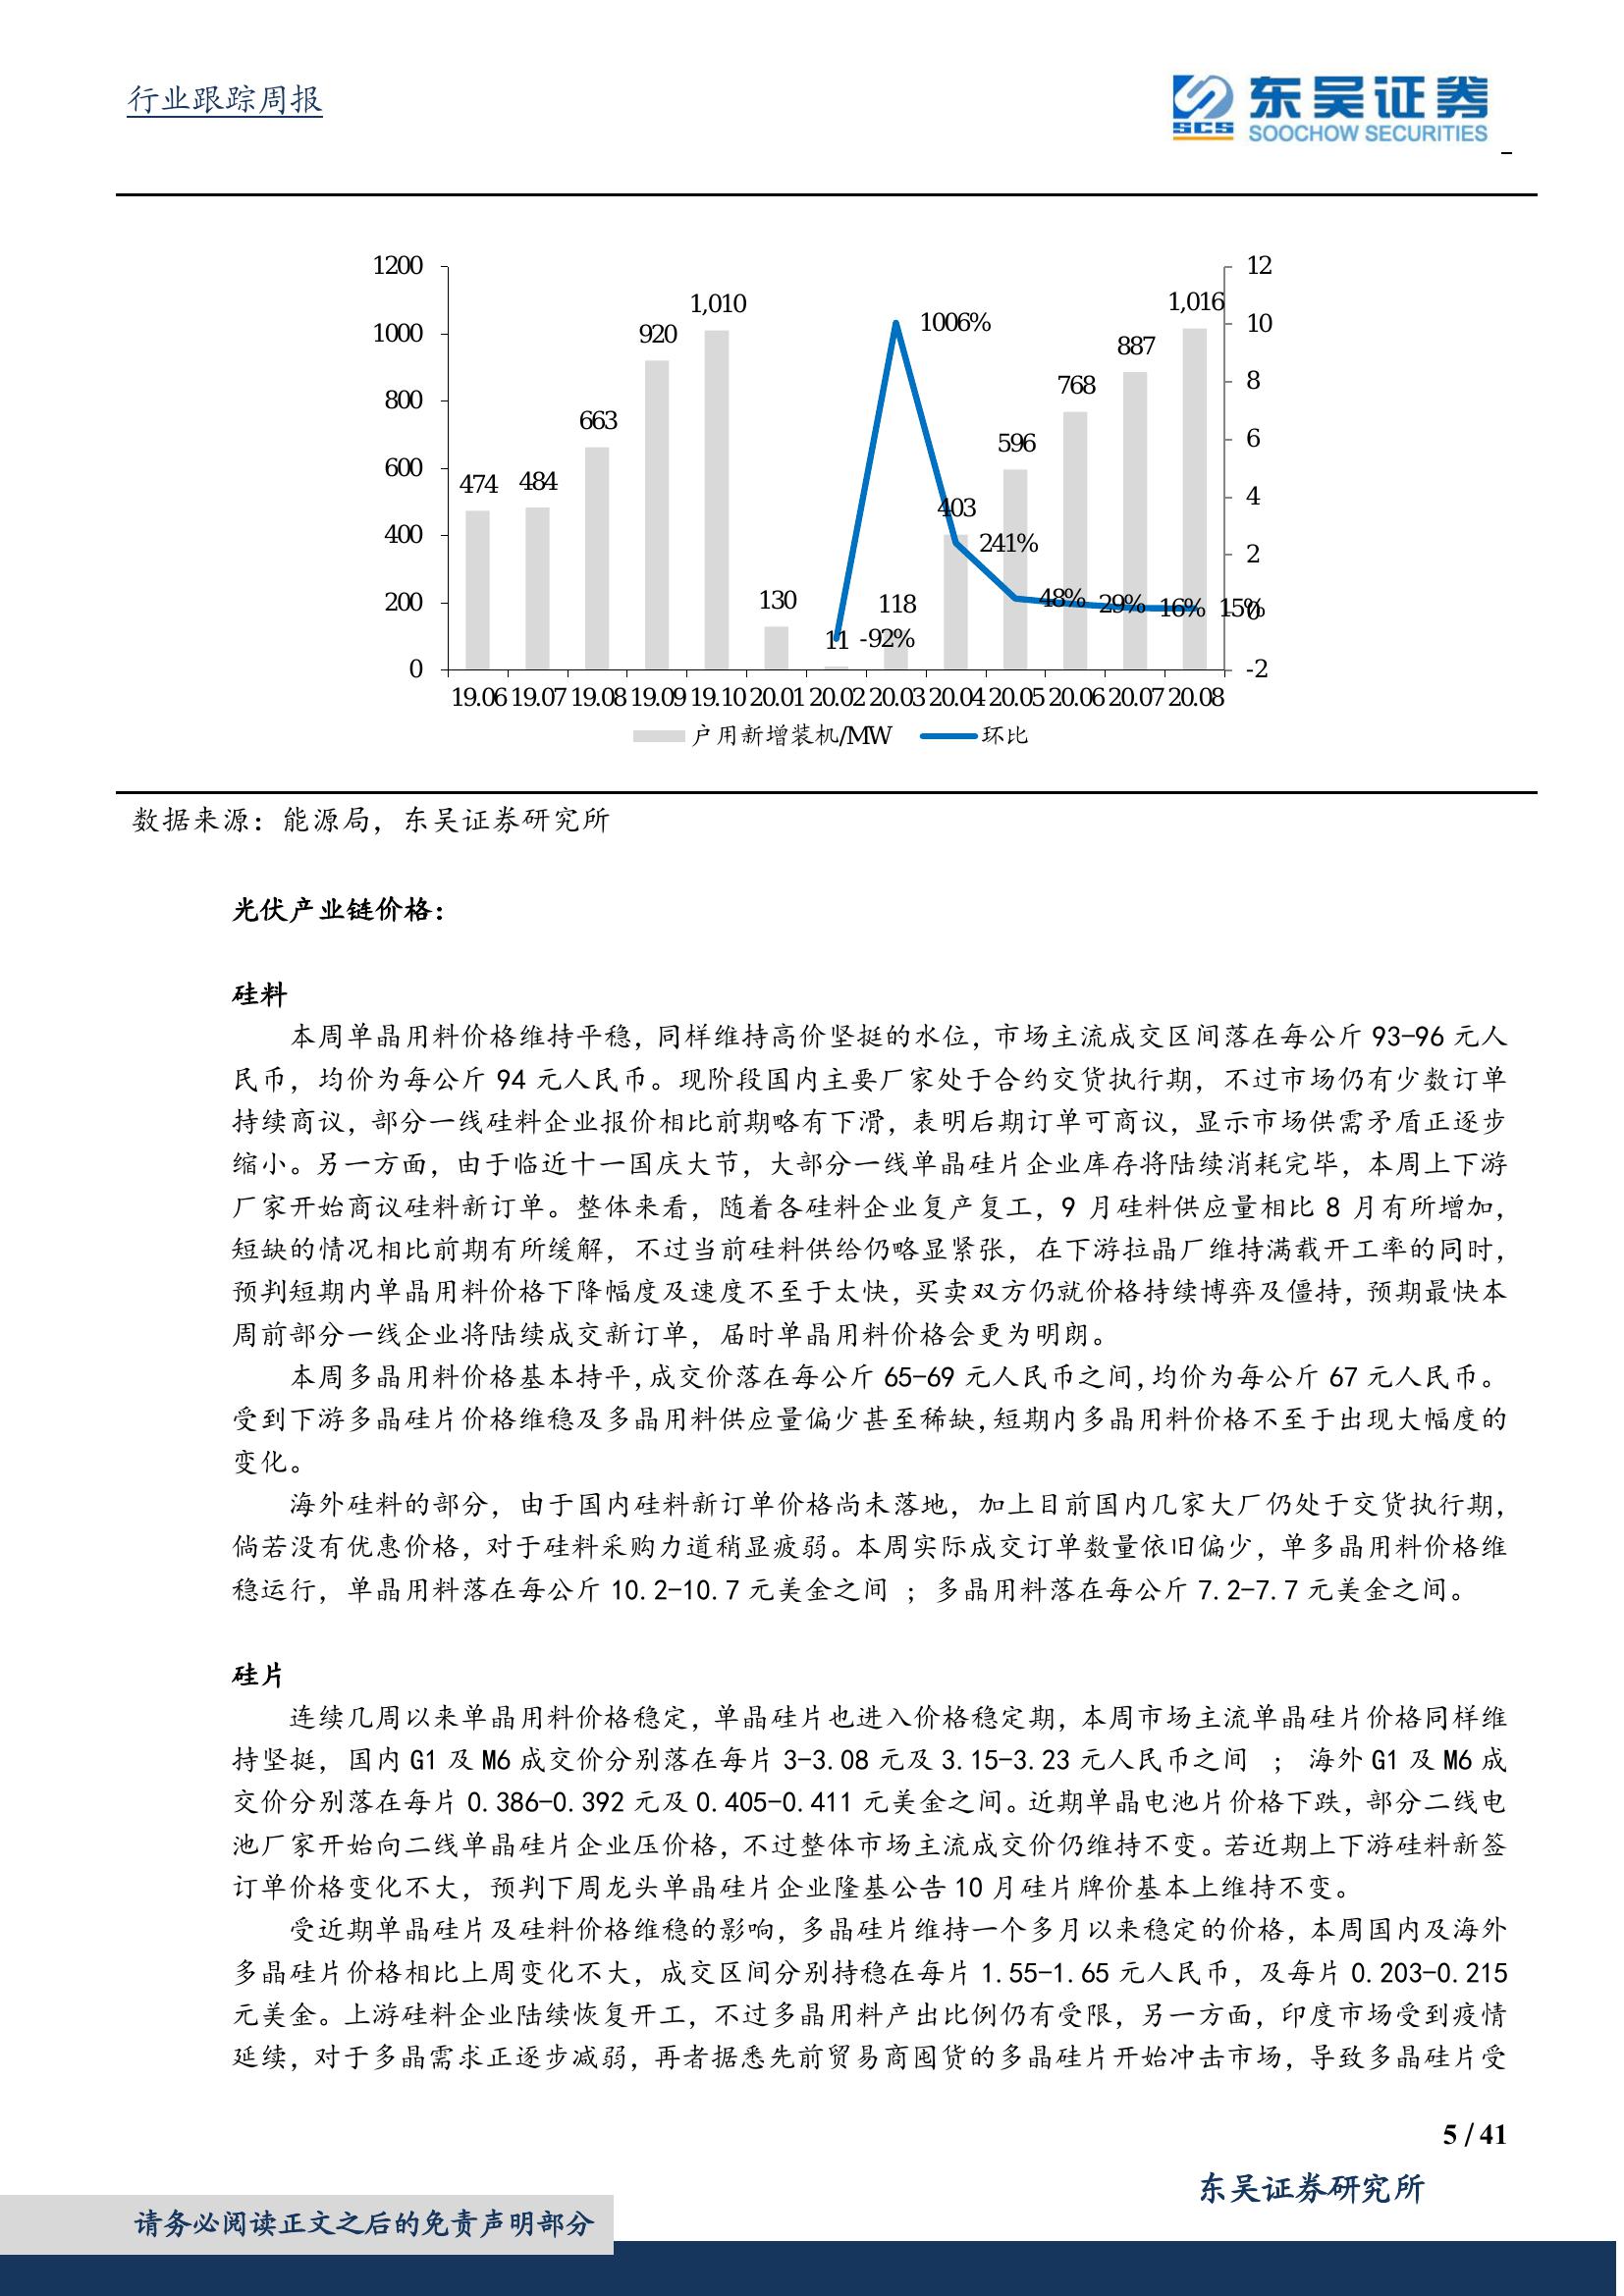 行业跟踪周报
东吴证券
SCS
SOOCHOW SECURITIES
1200
1000
800
600
400
200
0
12
10
8
6
4
2
0
-2
474
484
663
920
1,010
130
11
118
403
596
768
887
1,016
-92%
1006%
241%
48%
29%
16%
15%
19.06 19.07 19.08 19.09 19.10 20.01 20.02 20.03 20.04 20.05 20.06 20.07 20.08
户用新增装机/MW 环比
数据来源：能源局，东吴证券研究所
光伏产业链价格：
硅料
本周单晶用料价格维持平稳，同样维持高价坚挺的水位，市场主流成交区间落在每公斤 93-96 元人
民币，均价为每公斤 94 元人民币。现阶段国内主要厂家处于合约交货执行期，不过市场仍有少数订单
持续商议，部分一线硅料企业报价相比前期略有下滑，表明后期订单可商议，显示市场供需矛盾正逐步
缩小。另一方面，由于临近十一国庆大节，大部分一线单晶硅片企业库存将陆续消耗完毕，本周上下游
厂家开始商议硅料新订单。整体来看，随着各硅料企业复产复工，9 月硅料供应量相比 8 月有所增加，
短缺的情况相比前期有所缓解，不过当前硅料供给仍略显紧张，在下游拉晶厂维持满载开工率的同时，
预判短期内单晶用料价格下降幅度及速度不至于太快，买卖双方仍就价格持续博弈及僵持，预期最快本
周前部分一线企业将陆续成交新订单，届时单晶用料价格会更为明朗。
本周多晶用料价格基本持平,成交价落在每公斤 65-69 元人民币之间,均价为每公斤 67 元人民币。
受到下游多晶硅片价格维稳及多晶用料供应量偏少甚至稀缺,短期内多晶用料价格不至于出现大幅度的
变化。
海外硅料的部分，由于国内硅料新订单价格尚未落地，加上目前国内几家大厂仍处于交货执行期，
倘若没有优惠价格，对于硅料采购力道稍显疲弱。本周实际成交订单数量依旧偏少，单多晶用料价格维
稳运行，单晶用料落在每公斤 10.2-10.7 元美金之间 ；多晶用料落在每公斤 7.2-7.7 元美金之间。
硅片
连续几周以来单晶用料价格稳定，单晶硅片也进入价格稳定期，本周市场主流单晶硅片价格同样维
持坚挺，国内 G1 及 M6 成交价分别落在每片 3-3.08 元及 3.15-3.23 元人民币之间 ； 海外 G1 及 M6 成
交价分别落在每片 0.386-0.392 元及 0.405-0.411 元美金之间。近期单晶电池片价格下跌，部分二线电
池厂家开始向二线单晶硅片企业压价格，不过整体市场主流成交价仍维持不变。若近期上下游硅料新签
订单价格变化不大，预判下周龙头单晶硅片企业隆基公告 10 月硅片牌价基本上维持不变。
受近期单晶硅片及硅料价格维稳的影响，多晶硅片维持一个多月以来稳定的价格，本周国内及海外
多晶硅片价格相比上周变化不大，成交区间分别持稳在每片 1.55-1.65 元人民币，及每片 0.203-0.215
元美金。上游硅料企业陆续恢复开工，不过多晶用料产出比例仍有受限，另一方面，印度市场受到疫情
延续，对于多晶需求正逐步减弱，再者据悉先前贸易商囤货的多晶硅片开始冲击市场，导致多晶硅片受
5 / 41
东吴证券研究所
请务必阅读正文之后的免责声明部分